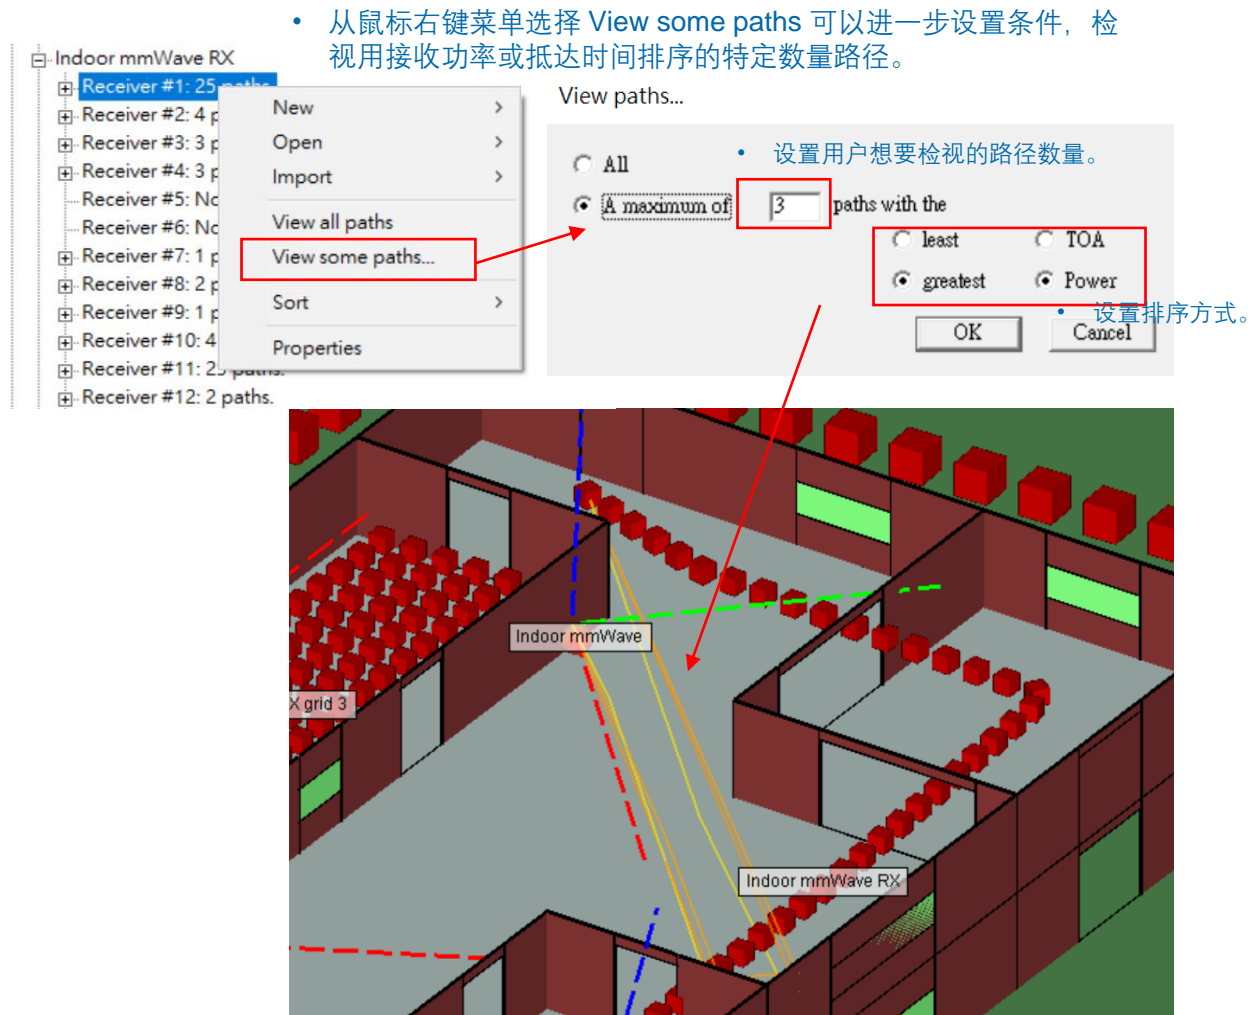 • 从鼠标右键菜单选择 View some paths 可以进一步设置条件，检
视用接收功率或抵达时间排序的特定数量路径。
Indoor mmWave RX
Receiver #1: 25 paths.
Receiver #2: 4 p
Receiver #3: 3 p
Receiver #4: 3 p
Receiver #5: No
Receiver #6: No
Receiver #7: 1 p
Receiver #8: 2 p
Receiver #9: 1 p
Receiver #10: 4
Receiver #11: 25 paths.
Receiver #12: 2 paths.
New
Open
Import
View all paths
View some paths...
Sort
Properties
View paths...
All
• 设置用户想要检视的路径数量。
A maximum of 3 paths with the
least TOA
greatest Power
• 设置排序方式。
OK Cancel
Indoor mmWave
X grid 3
Indoor mmWave RX